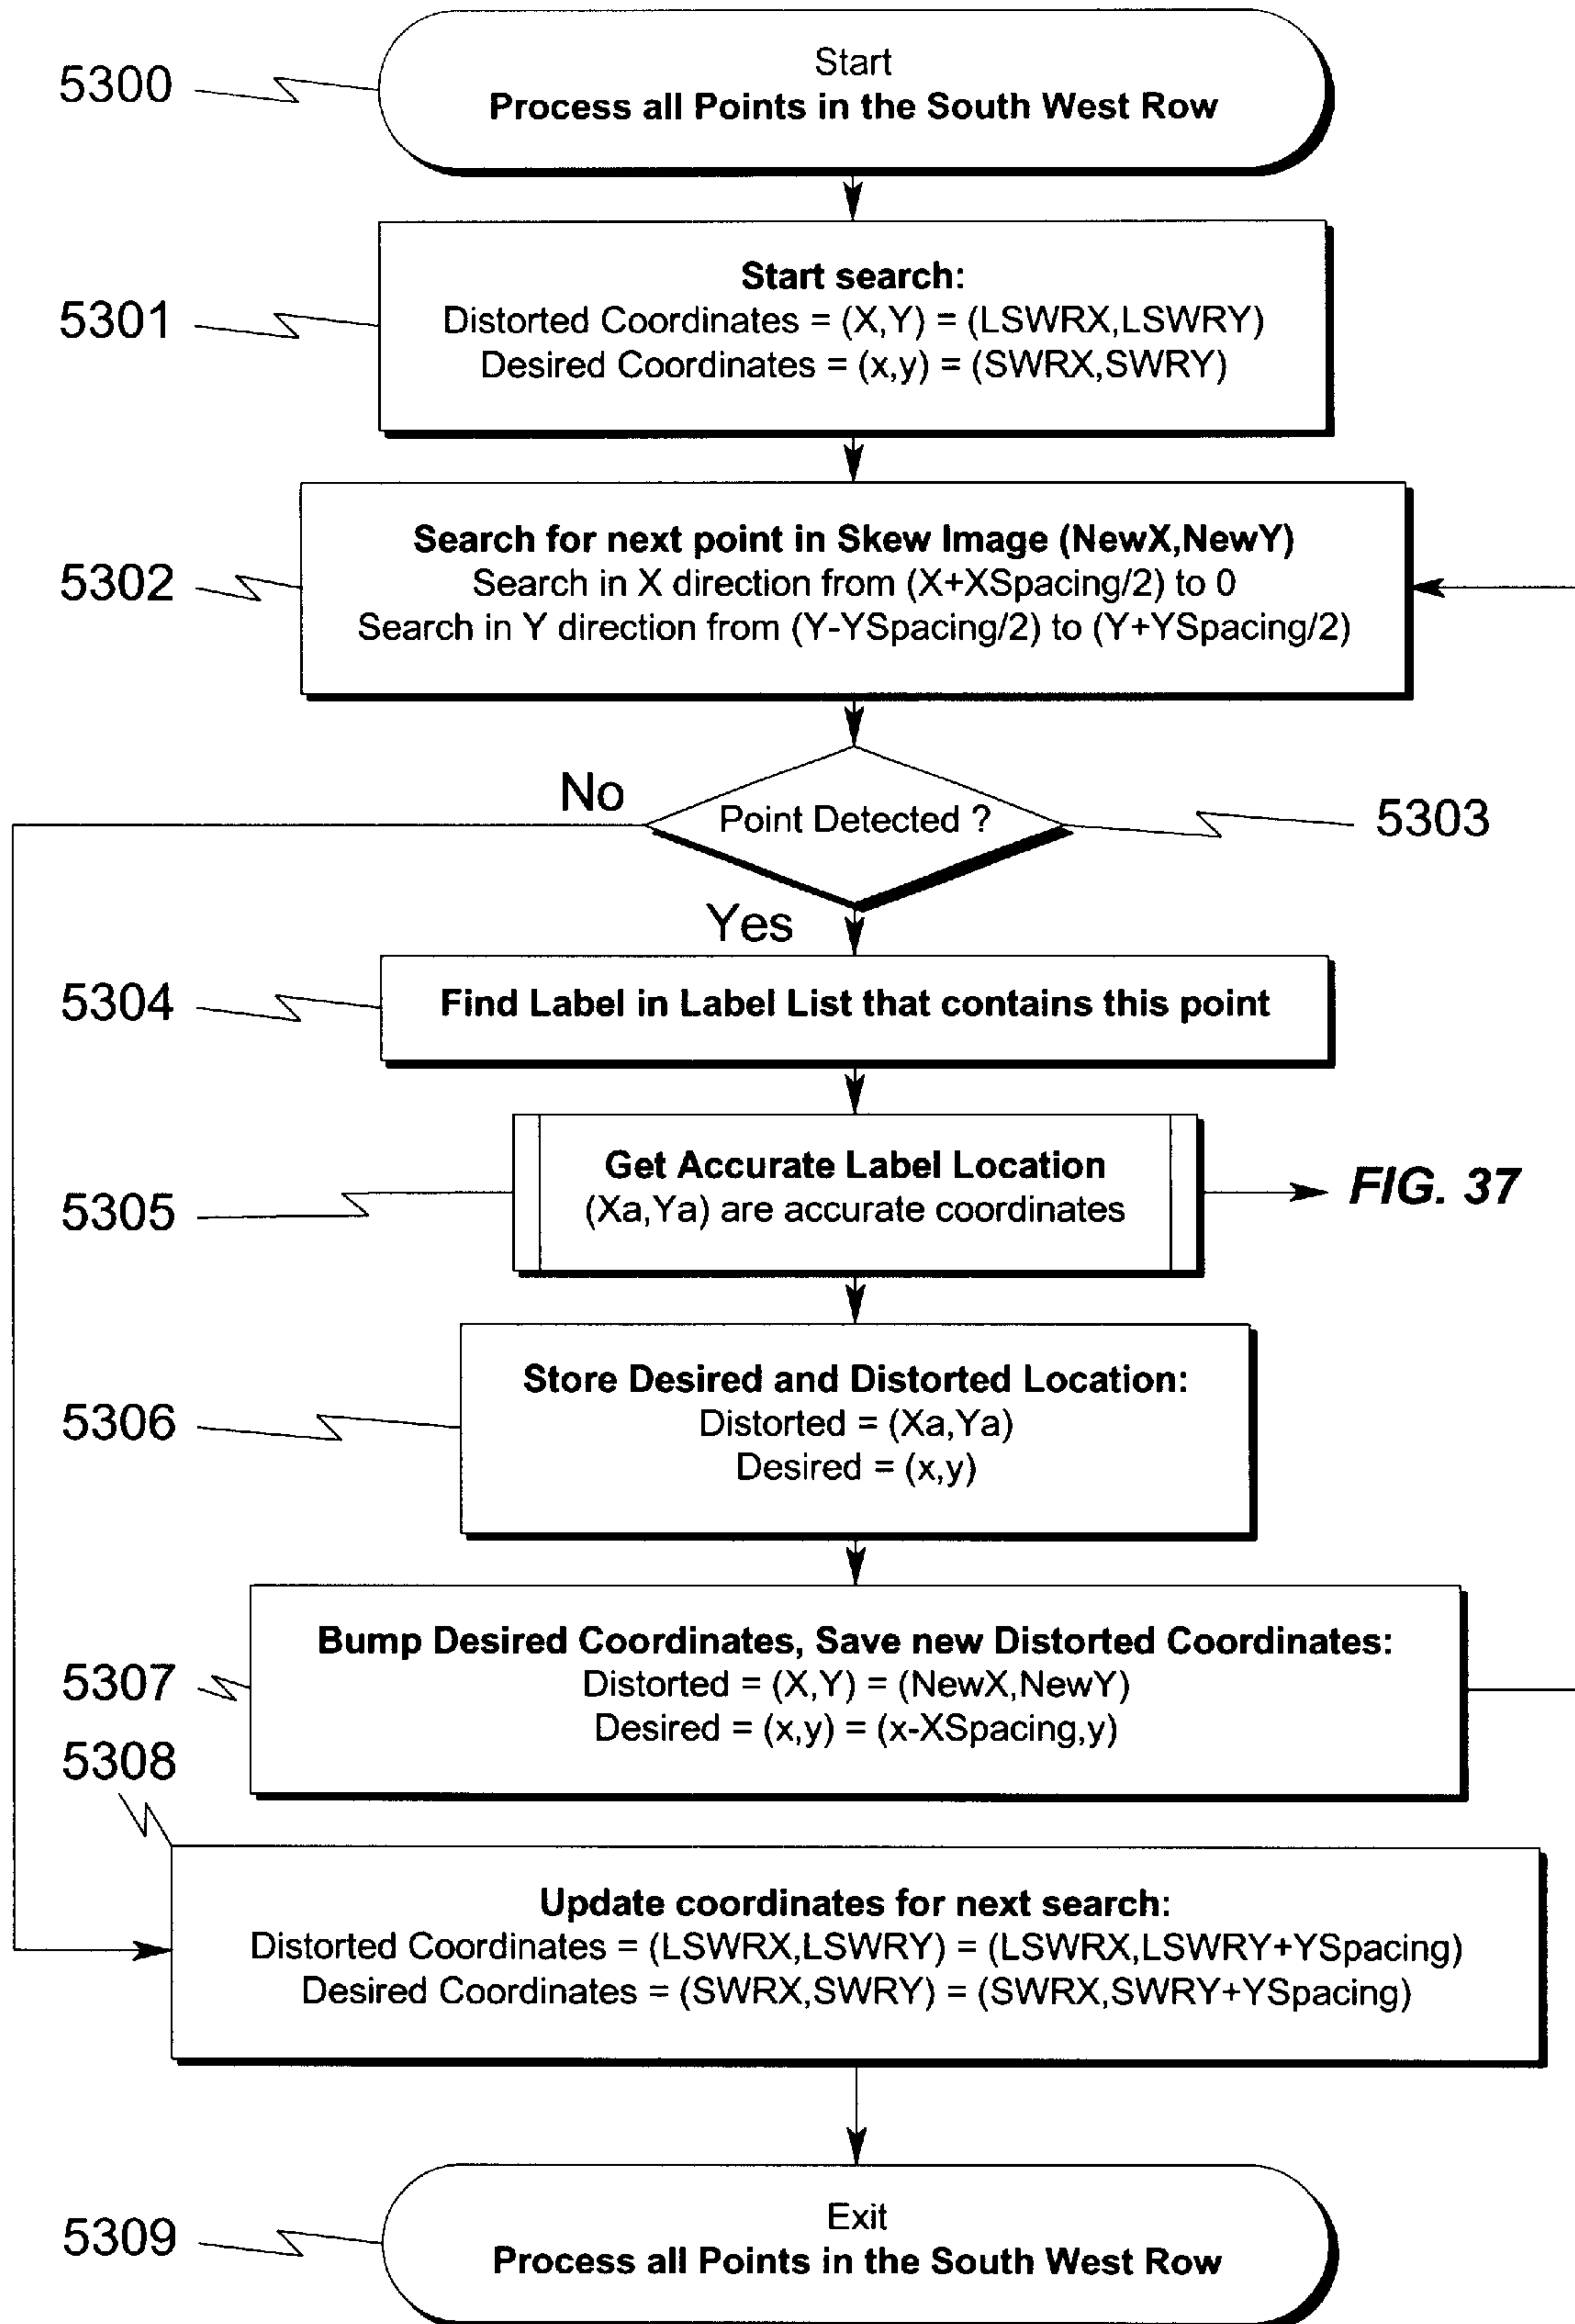 5300
Start
Process all Points in the South West Row
5301
Start search:
Distorted Coordinates = (X,Y) = (LSWRX,LSWRY)
Desired Coordinates = (x,y) = (SWRX,SWRY)
5302
Search for next point in Skew Image (NewX,NewY)
Search in X direction from (X+XSpacing/2) to 0
Search in Y direction from (Y-YSpacing/2) to (Y+YSpacing/2)
No
Point Detected ?
5303
Yes
5304
Find Label in Label List that contains this point
5305
Get Accurate Label Location
(Xa,Ya) are accurate coordinates
FIG. 37
5306
Store Desired and Distorted Location:
Distorted = (Xa,Ya)
Desired = (x,y)
5307
Bump Desired Coordinates, Save new Distorted Coordinates:
Distorted = (X,Y) = (NewX,NewY)
Desired = (x,y) = (x-XSpacing,y)
5308
Update coordinates for next search:
Distorted Coordinates = (LSWRX,LSWRY) = (LSWRX,LSWRY+YSpacing)
Desired Coordinates = (SWRX,SWRY) = (SWRX,SWRY+YSpacing)
5309
Exit
Process all Points in the South West Row